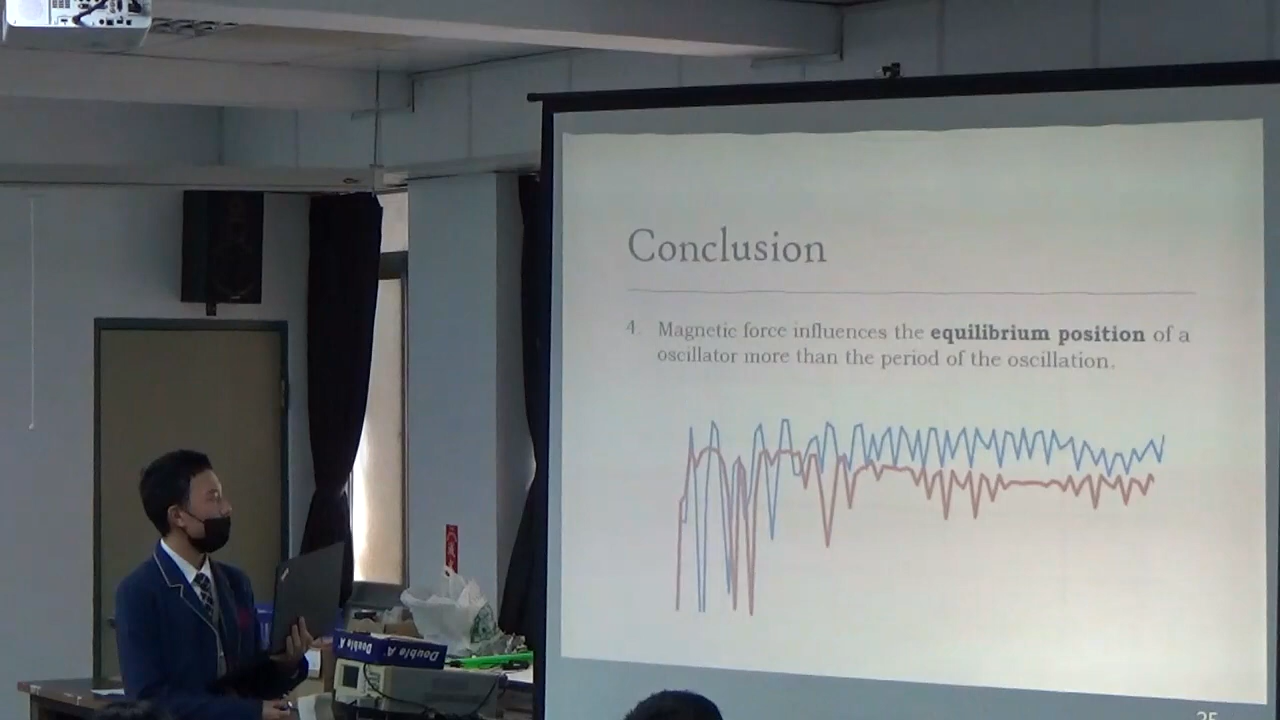 Conclusion
4. Magnetic force influences the equilibrium position of a
oscillator more than the period of the oscillation.
Double A
Double A
25